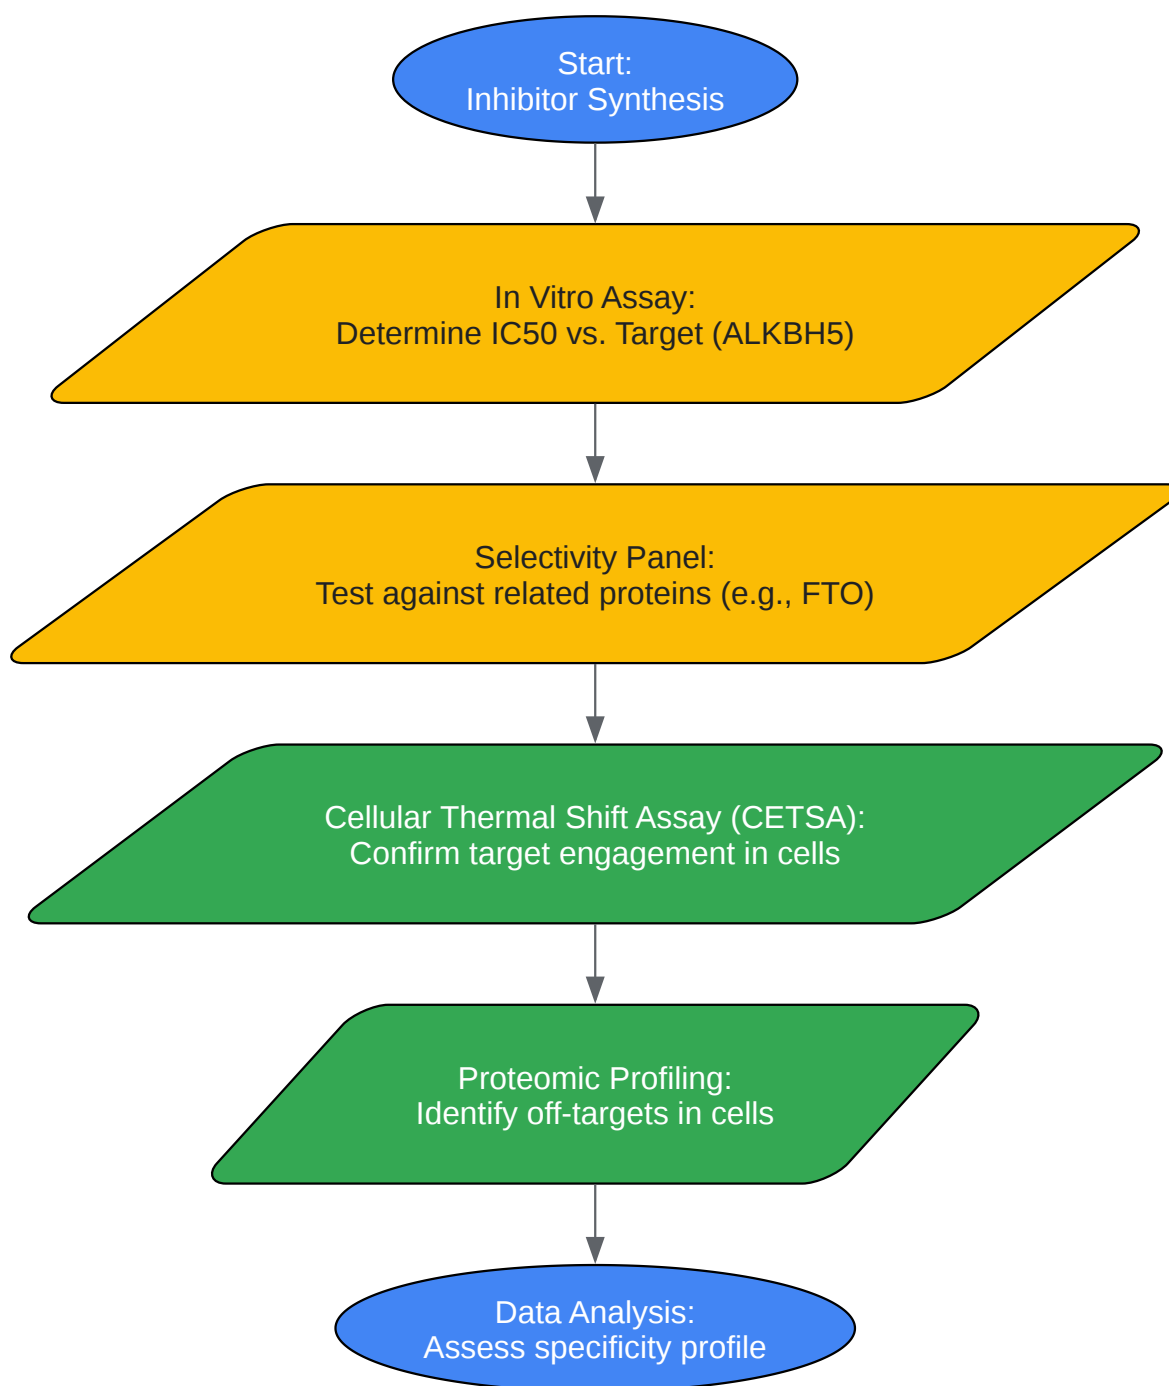 Start:
Inhibitor Synthesis
In Vitro Assay:
Determine IC50 vs. Target (ALKBH5)
Selectivity Panel:
Test against related proteins (e.g., FTO)
Cellular Thermal Shift Assay (CETSA):
Confirm target engagement in cells
Proteomic Profiling:
Identify off-targets in cells
Data Analysis:
Assess specificity profile